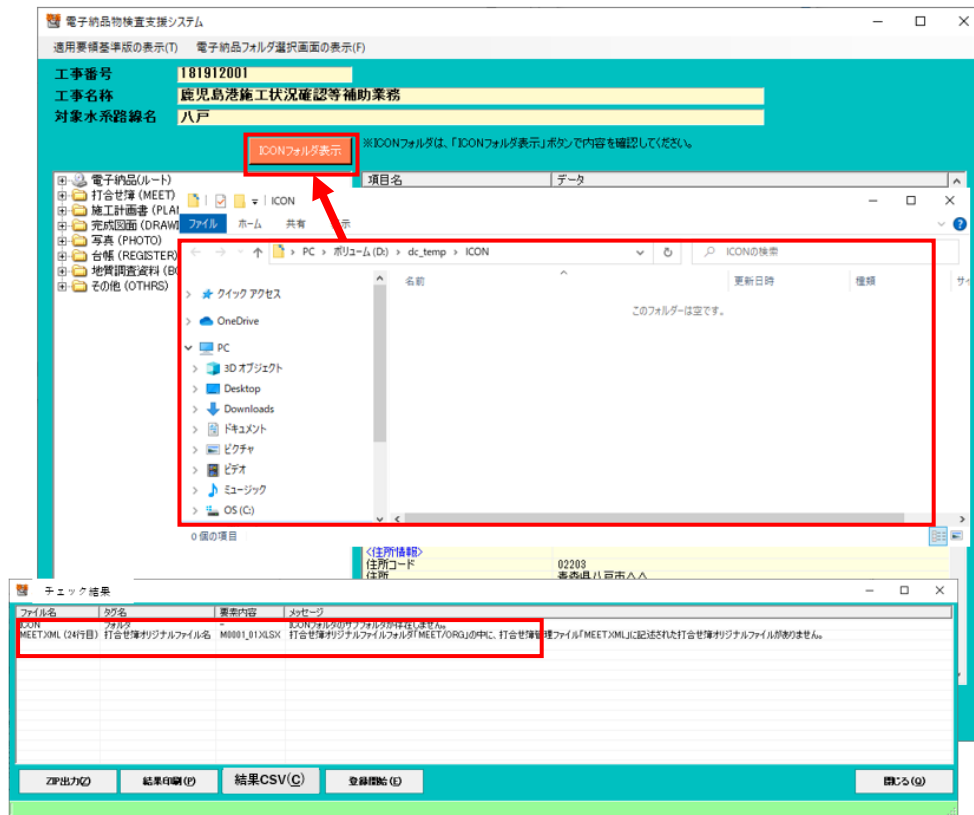 電子納品物検査支援システム
適用要領基準版の表示(T) 電子納品フォルダ選択画面の表示(F)
工事番号 181912001
工事名称 鹿児島港施工状況確認等補助業務
対象水系路線名 八戸
ICONフォルダ表示 ※ICONフォルダは、「ICONフォルダ表示」ボタンで内容を確認してください。
電子納品(ルート)
打合せ簿 (MEET)
施工計画書 (PLA
完成図面 (DRAWI
写真 (PHOTO)
台帳 (REGISTER)
地質調査資料 (BO
その他 (OTHRS)
項目名 データ
ICON
ファイル ホーム 共有 示
PC › ボリューム (D:) › dc_temp › ICON ICONの検索
名前 更新日時 種類 サイ
このフォルダーは空です。
クイック アクセス
OneDrive
PC
3D オブジェクト
Desktop
Downloads
ドキュメント
ピクチャ
ビデオ
ミュージック
OS (C:)
0 個の項目
<住所情報>
住所コード 02203
住所 青森県八戸市△△
チェック結果
ファイル名 タグ名 要素内容 メッセージ
ICON フォルダ - ICONフォルダのサブフォルダが存在しません。
MEET.XML (24行目) 打合せ簿オリジナルファイル名 M0001_01.XLSX 打合せ簿オリジナルファイルフォルダ「MEET/ORG」の中に、打合せ簿管理ファイル「MEET.XML」に記述された打合せ簿オリジナルファイルがありません。
ZIP出力(Z) 結果印刷(P) 結果CSV(C) 登録開始(E) 閉じる(Q)